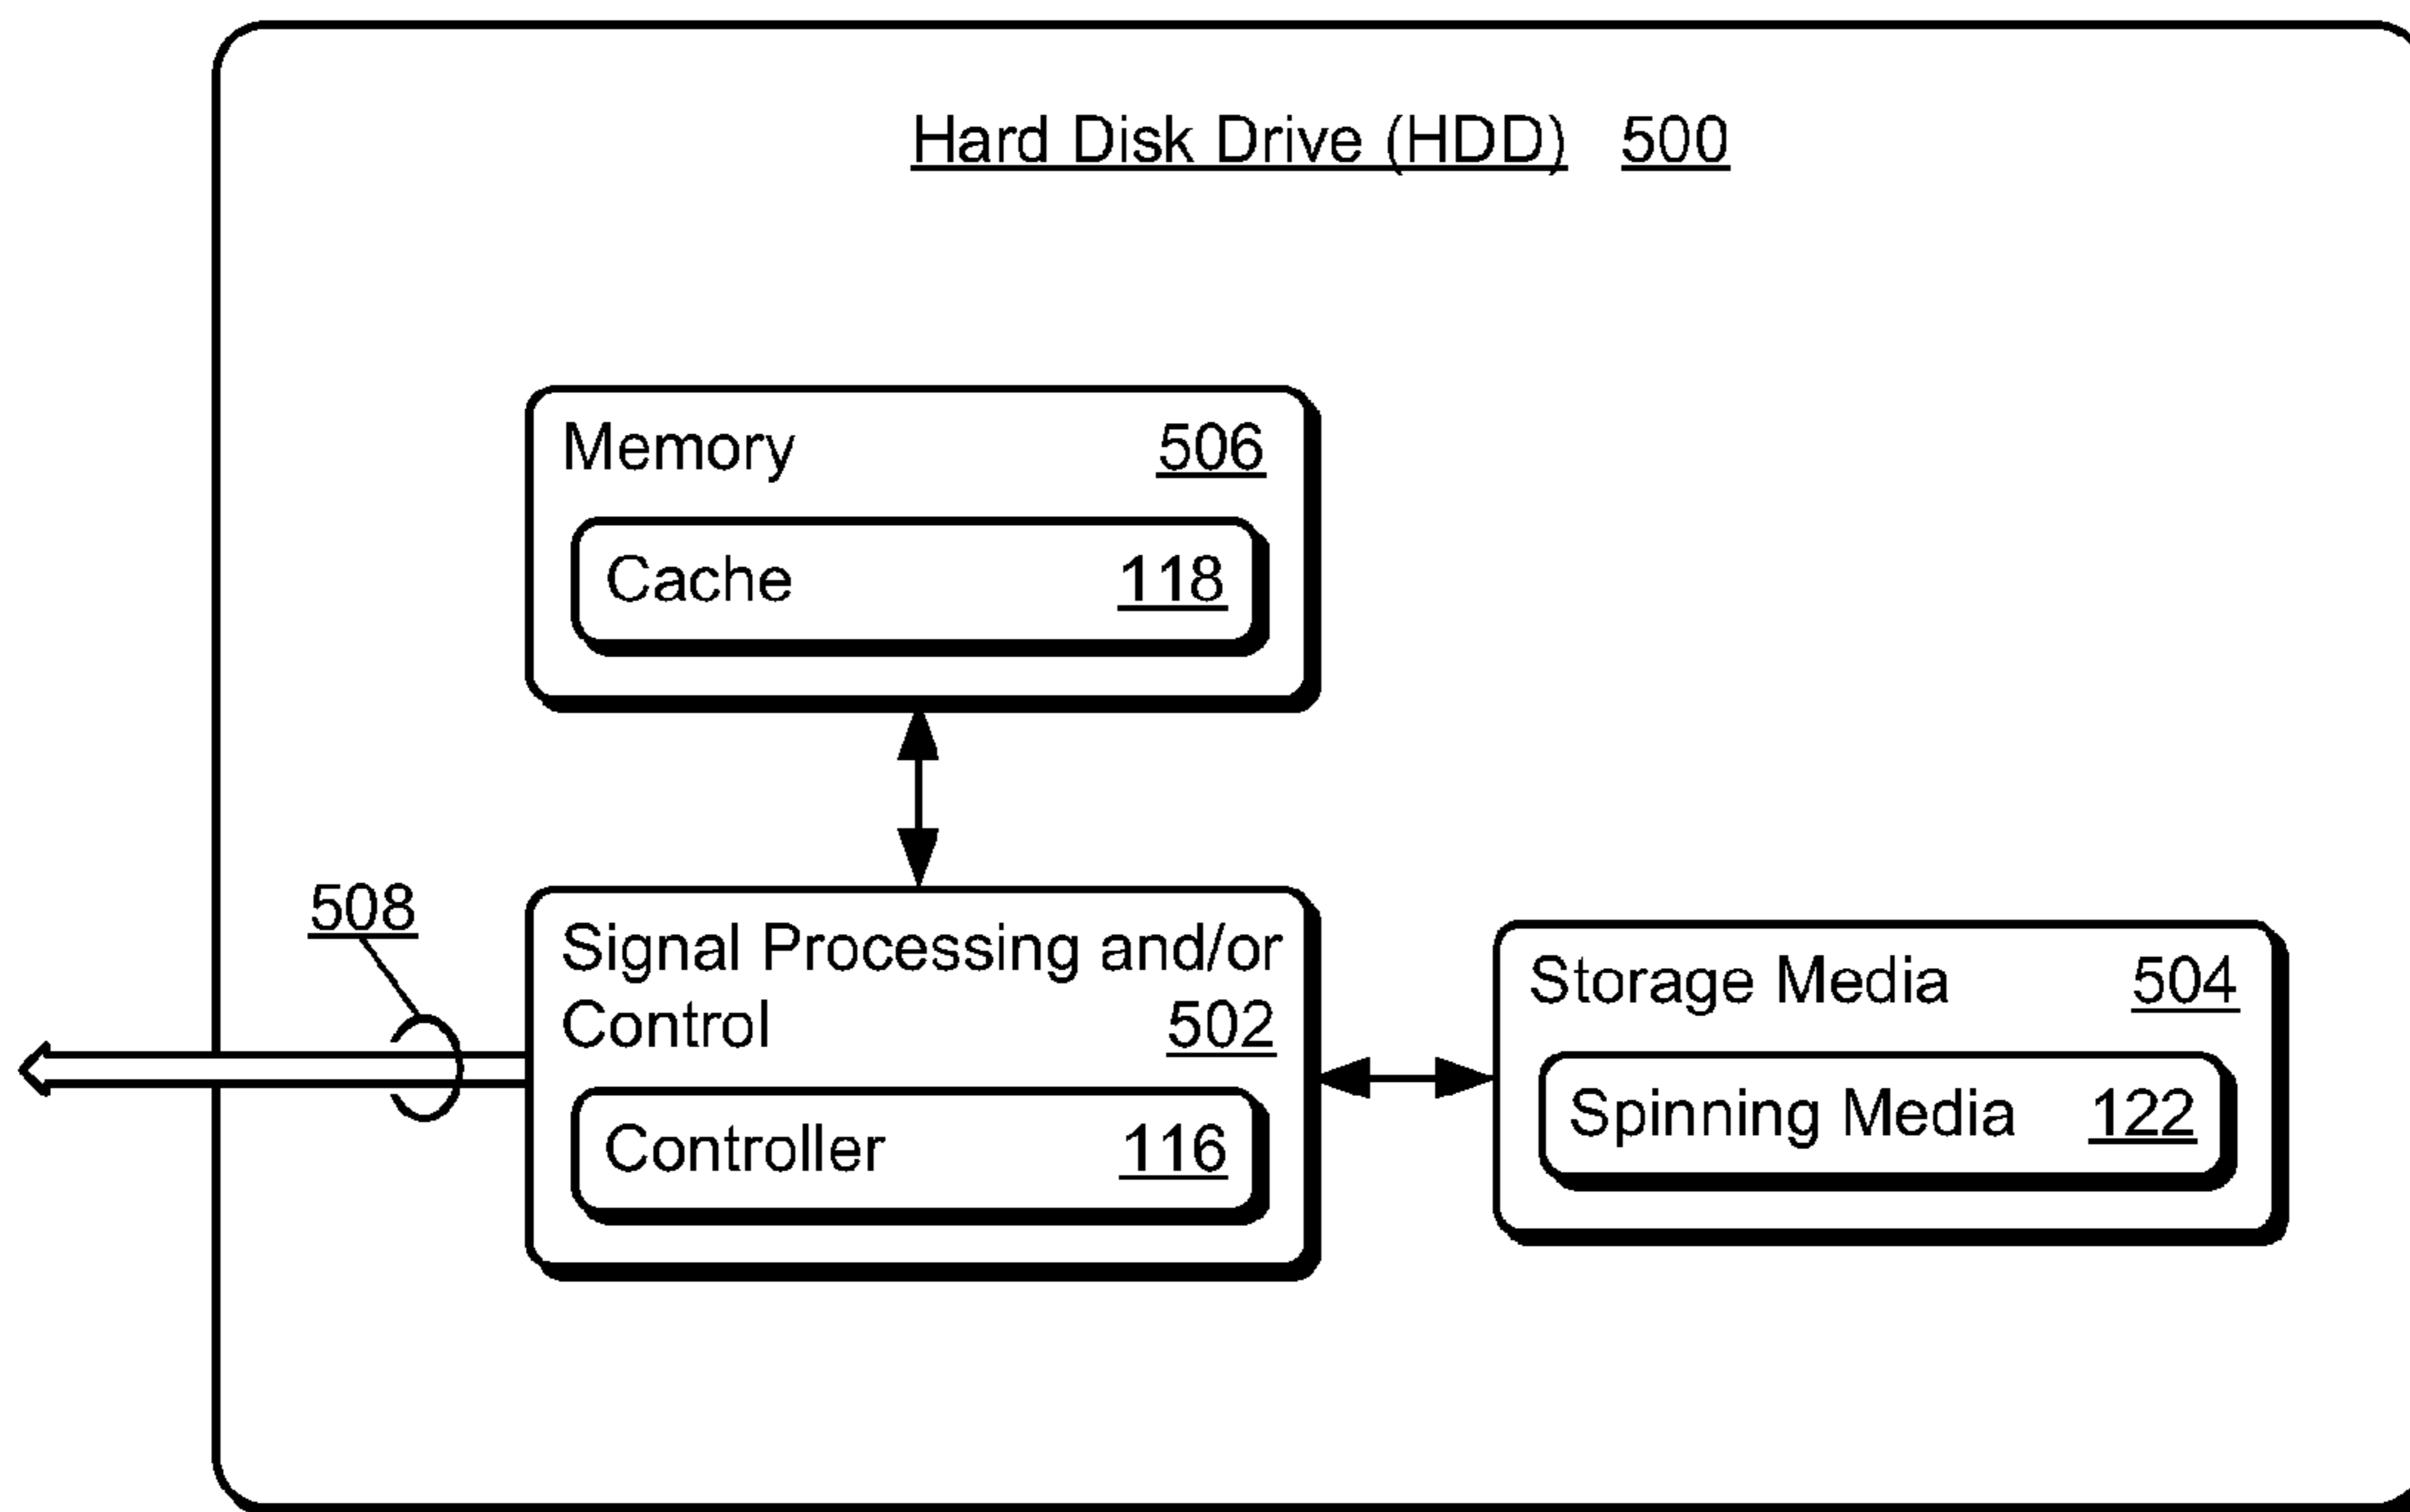 Hard Disk Drive (HDD) 500
Memory 506
Cache 118
508
Signal Processing and/or
Control 502
Controller 116
Storage Media 504
Spinning Media 122